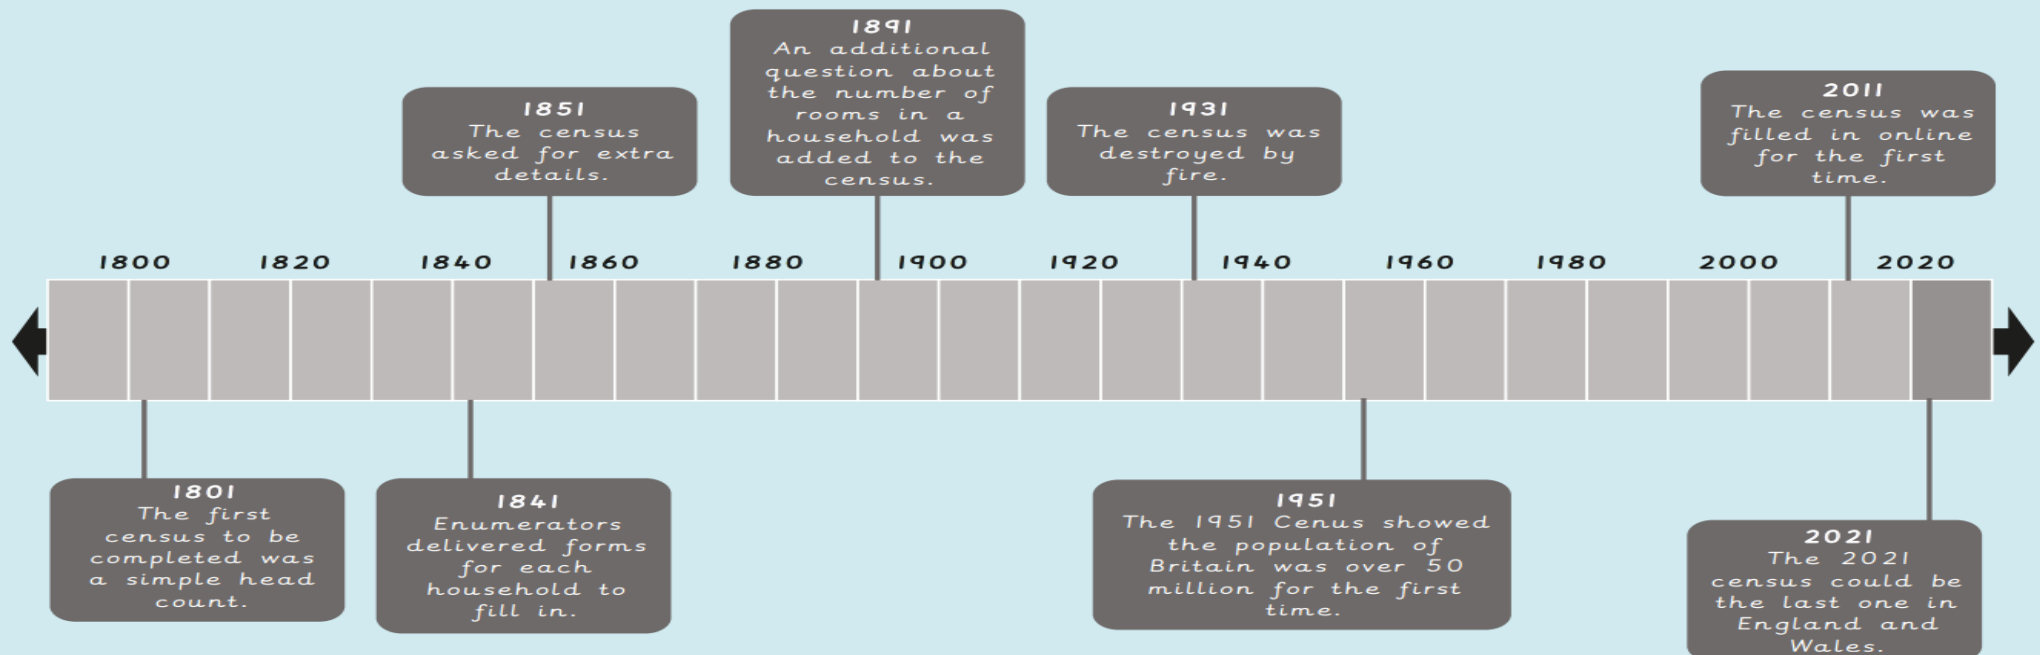 1891
An additional
question about
the number of
rooms in a
household was
added to the
census.
1851
The census
asked for extra
details.
1931
The census was
destroyed by
fire.
2011
The census was
filled in online
for the first
time.
1800 1820 1840 1860 1880 1900 1920 1940 1960 1980 2000 2020
1801
The first
census to be
completed was
a simple head
count.
1841
Enumerators
delivered forms
for each
household to
fill in.
1951
The 1951 Cenus showed
the population of
Britain was over 50
million for the first
time.
2021
The 2021
census could be
the last one in
England and
Wales.